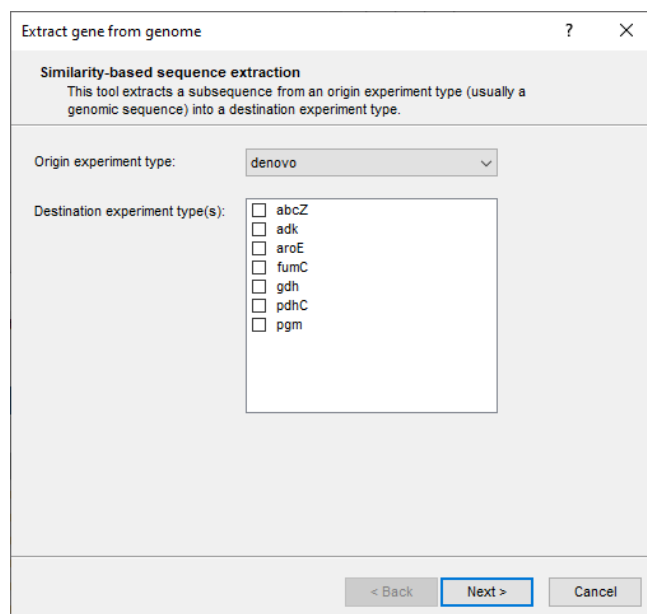 Extract gene from genome
?
Similarity-based sequence extraction
This tool extracts a subsequence from an origin experiment type (usually a
genomic sequence) into a destination experiment type.
Origin experiment type:
denovo
Destination experiment type(s):
abcZ
adk
aroE
fumC
gdh
pdhC
pgm
< Back
Next >
Cancel